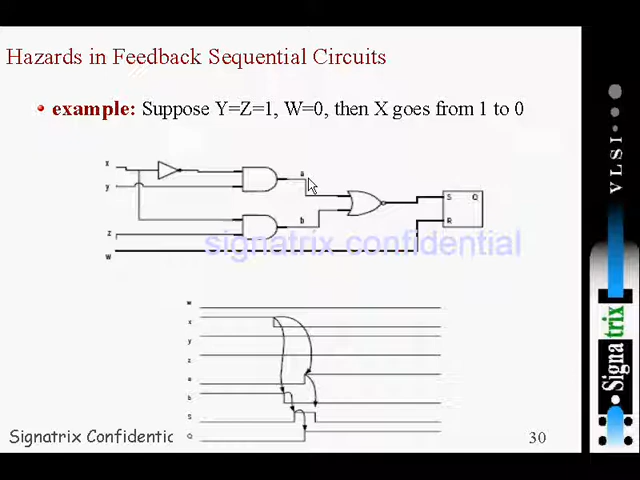 Hazards in Feedback Sequential Circuits
example: Suppose Y=Z=1, W=0, then X goes from 1 to 0
x
a
y
S Q
b
R
z
w
signatrix confidential
w
x
y
z
a
b
S
Q
Signatrix Confidentic
30
VLSI
Signatrix